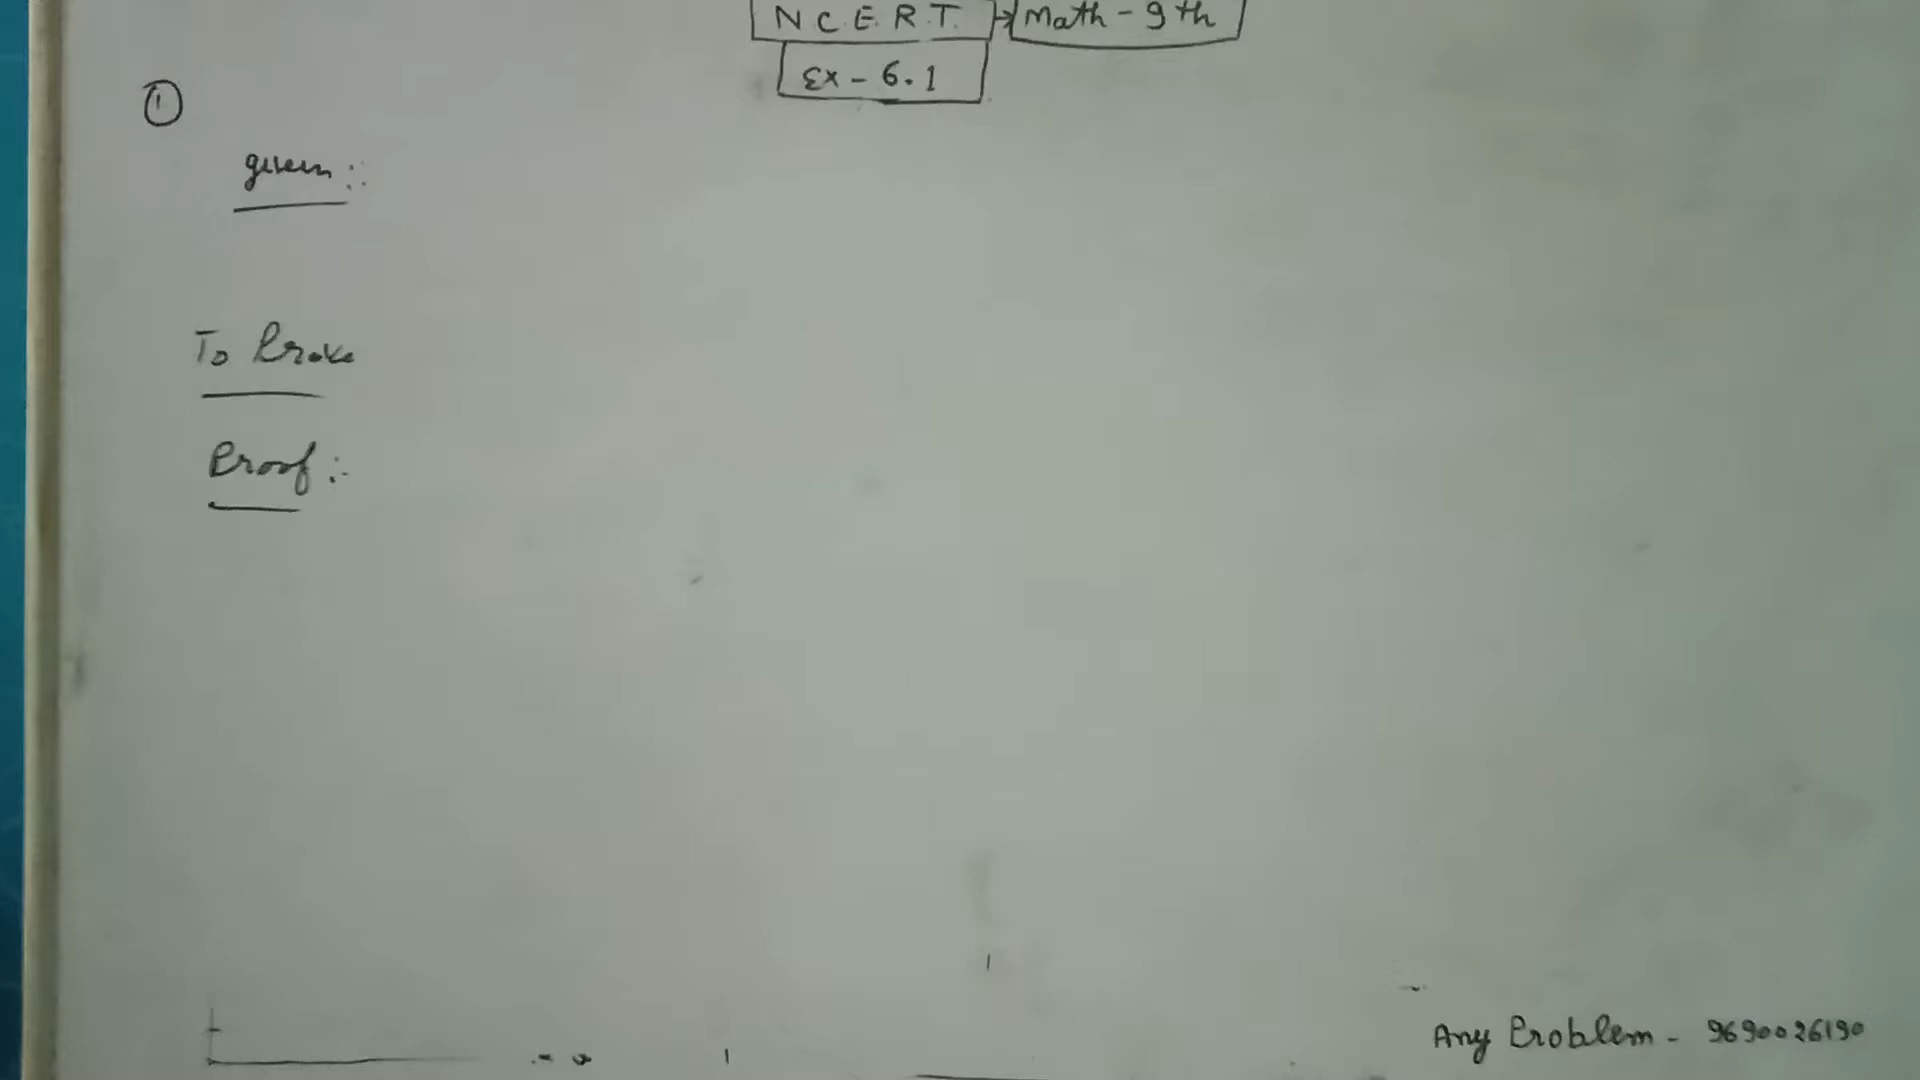 N C.E.R.T. → Math - 9th
Ex - 6.1
①
given :-
To Prove
Proof :-
Any Problem - 9690026190